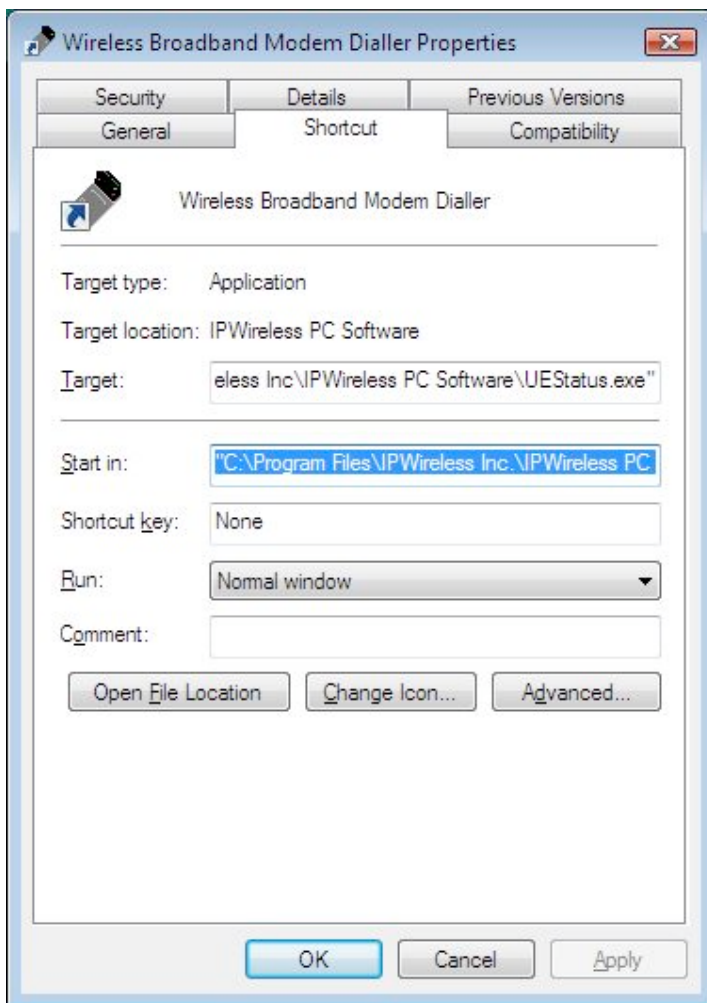 Wireless Broadband Modem Dialler Properties
Security Details Previous Versions
General Shortcut Compatibility
Wireless Broadband Modem Dialler
Target type: Application
Target location: IPWireless PC Software
Target: eless Inc\IPWireless PC Software\UEStatus.exe"
Start in: "C:\Program Files\IPWireless Inc.\IPWireless PC
Shortcut key: None
Run: Normal window
Comment:
Open File Location Change Icon... Advanced...
OK Cancel Apply